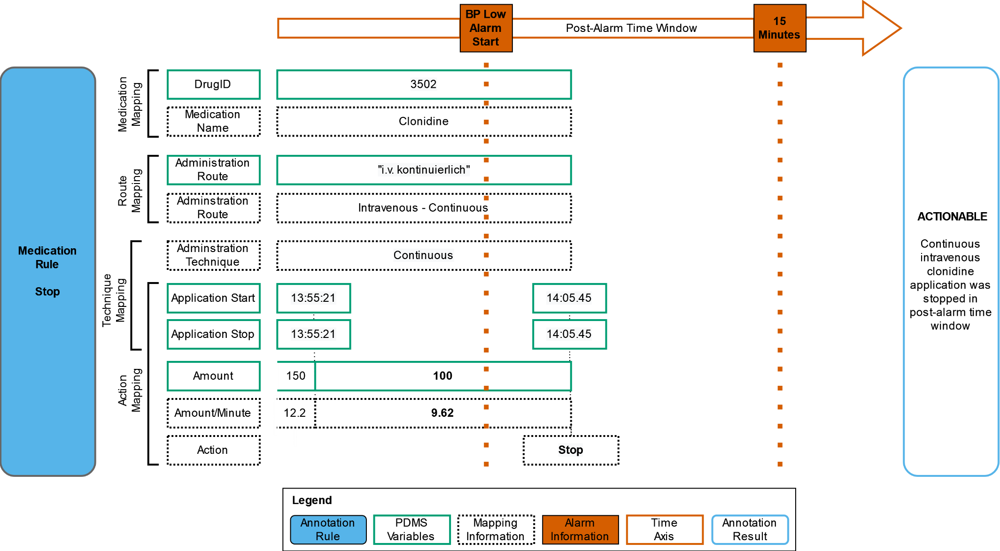 BP Low
Alarm
Start
Post-Alarm Time Window
15
Minutes
Medication
Rule
Stop
Medication
Mapping
DrugID
3502
Medication
Name
Clonidine
Route
Mapping
Administration
Route
"i.v. kontinuierlich"
Adminstration
Route
Intravenous - Continuous
Technique
Mapping
Adminstration
Technique
Continuous
Application Start
13:55:21
14:05.45
Application Stop
13:55:21
14:05.45
Action
Mapping
Amount
150
100
Amount/Minute
12.2
9.62
Action
Stop
ACTIONABLE
Continuous
intravenous
clonidine
application was
stopped in
post-alarm time
window
Legend
Annotation
Rule
PDMS
Variables
Mapping
Information
Alarm
Information
Time
Axis
Annotation
Result